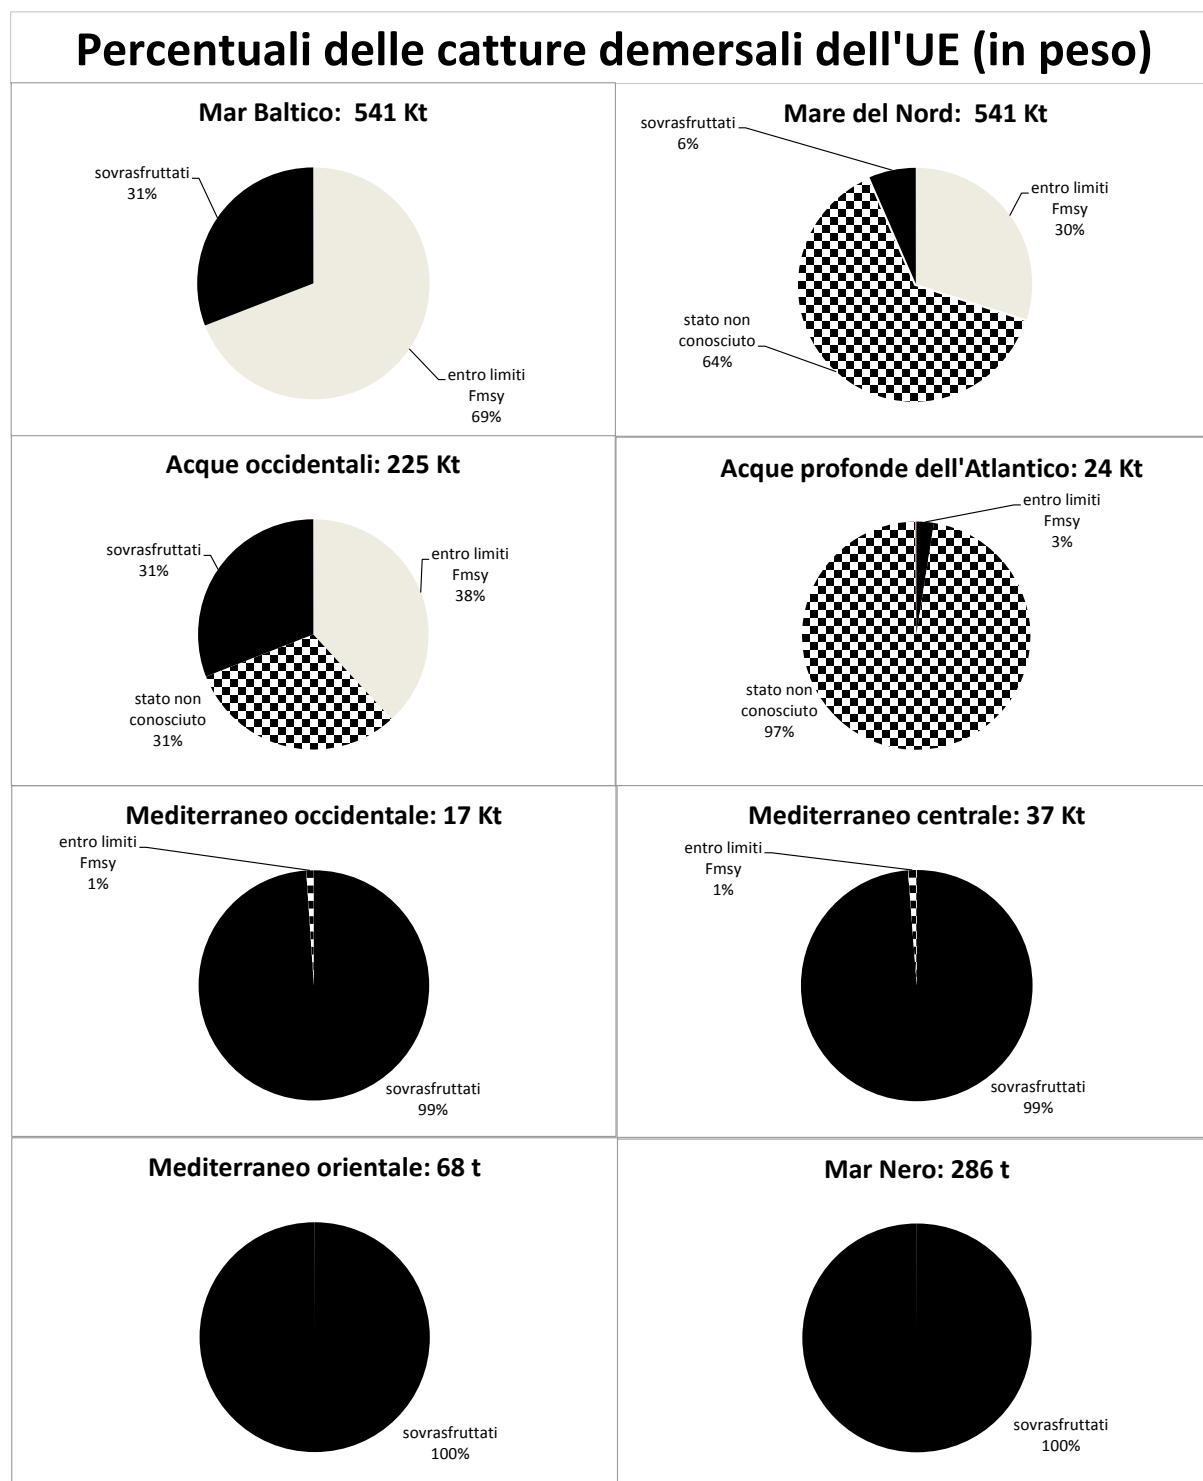 Percentuali delle catture demersali dell'UE (in peso)
Mar Baltico:  541 Kt
sovrasfruttati
31%
entro limiti
Fmsy
69%
Mare del Nord:  541 Kt
sovrasfruttati
6%
entro limiti
Fmsy
30%
stato non
conosciuto
64%
Acque occidentali: 225 Kt
sovrasfruttati
31%
entro limiti
Fmsy
38%
stato non
conosciuto
31%
Acque profonde dell'Atlantico: 24 Kt
entro limiti
Fmsy
3%
stato non
conosciuto
97%
Mediterraneo occidentale: 17 Kt
entro limiti
Fmsy
1%
sovrasfruttati
99%
Mediterraneo centrale: 37 Kt
entro limiti
Fmsy
1%
sovrasfruttati
99%
Mediterraneo orientale: 68 t
sovrasfruttati
100%
Mar Nero: 286 t
sovrasfruttati
100%